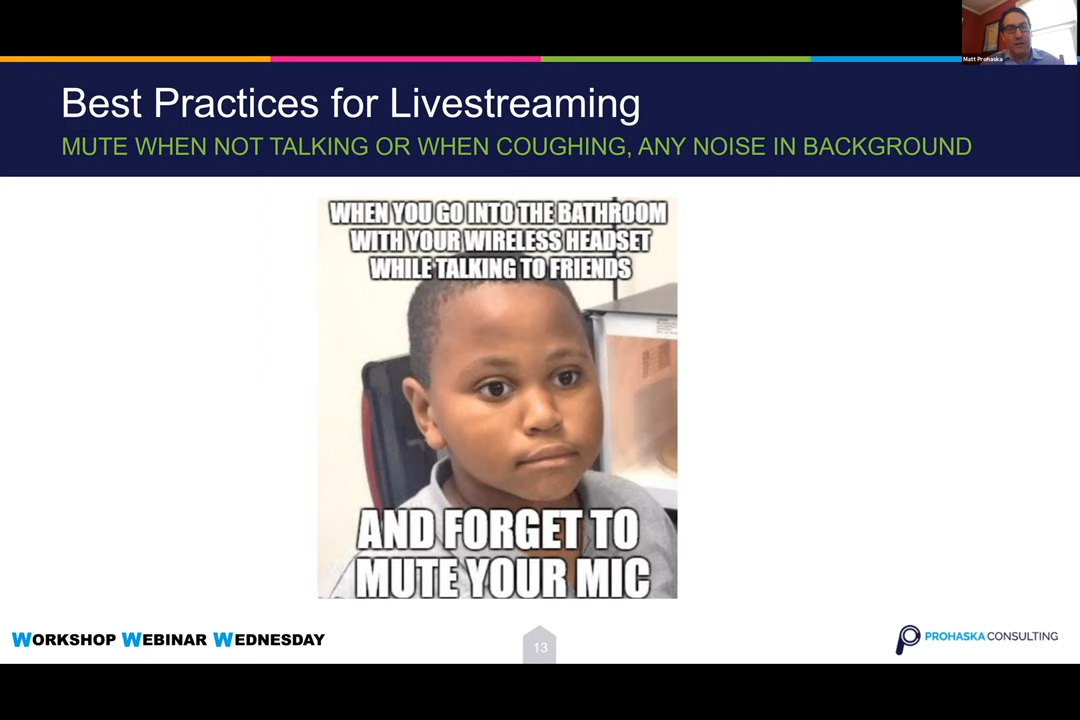 Matt Prohaska
Best Practices for Livestreaming
MUTE WHEN NOT TALKING OR WHEN COUGHING, ANY NOISE IN BACKGROUND
WHEN YOU GO INTO THE BATHROOM
WITH YOUR WIRELESS HEADSET
WHILE TALKING TO FRIENDS
AND FORGET TO
MUTE YOUR MIC
WORKSHOP WEBINAR WEDNESDAY
13
PROHASKA CONSULTING